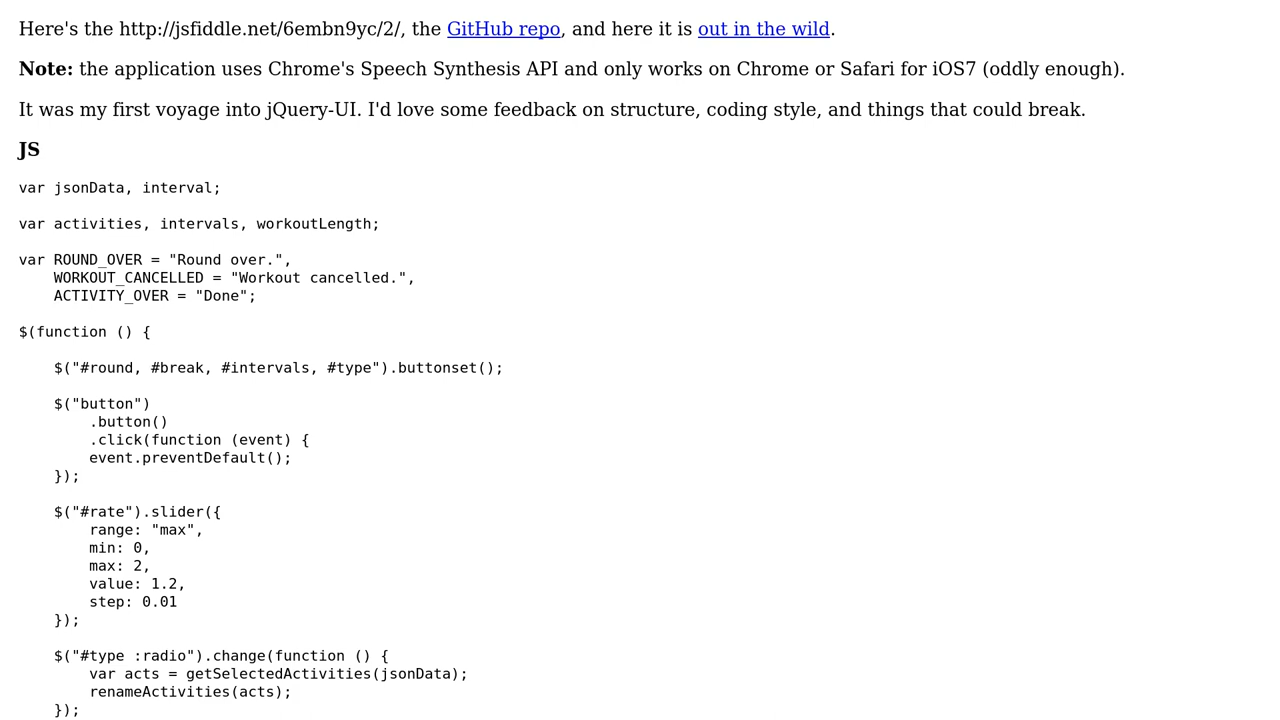 Here's the http://jsfiddle.net/6embn9yc/2/, the GitHub repo, and here it is out in the wild.
Note: the application uses Chrome's Speech Synthesis API and only works on Chrome or Safari for iOS7 (oddly enough).
It was my first voyage into jQuery-UI. I'd love some feedback on structure, coding style, and things that could break.
JS
var jsonData, interval;
var activities, intervals, workoutLength;
var ROUND_OVER = "Round over.",
    WORKOUT_CANCELLED = "Workout cancelled.",
    ACTIVITY_OVER = "Done";
$(function () {
    $("#round, #break, #intervals, #type").buttonset();
    $("button")
        .button()
        .click(function (event) {
        event.preventDefault();
    });
    $("#rate").slider({
        range: "max",
        min: 0,
        max: 2,
        value: 1.2,
        step: 0.01
    });
    $("#type :radio").change(function () {
        var acts = getSelectedActivities(jsonData);
        renameActivities(acts);
    });